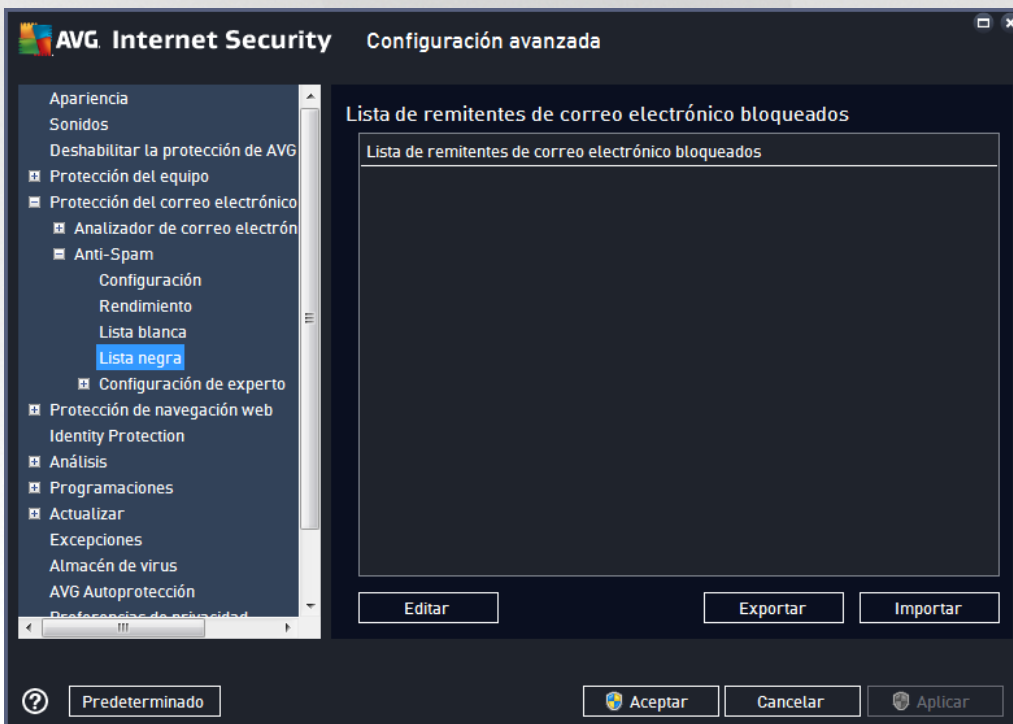 AVG. Internet Security Configuración avanzada
Apariencia
Sonidos
Deshabilitar la protección de AVG
Protección del equipo
Protección del correo electrónico
Analizador de correo electrón
Anti-Spam
Configuración
Rendimiento
Lista blanca
Lista negra
Configuración de experto
Protección de navegación web
Identity Protection
Análisis
Programaciones
Actualizar
Excepciones
Almacén de virus
AVG Autoprotección
Preferencias de privacidad
Lista de remitentes de correo electrónico bloqueados
Lista de remitentes de correo electrónico bloqueados
Editar Exportar Importar
? Predeterminado Aceptar Cancelar Aplicar